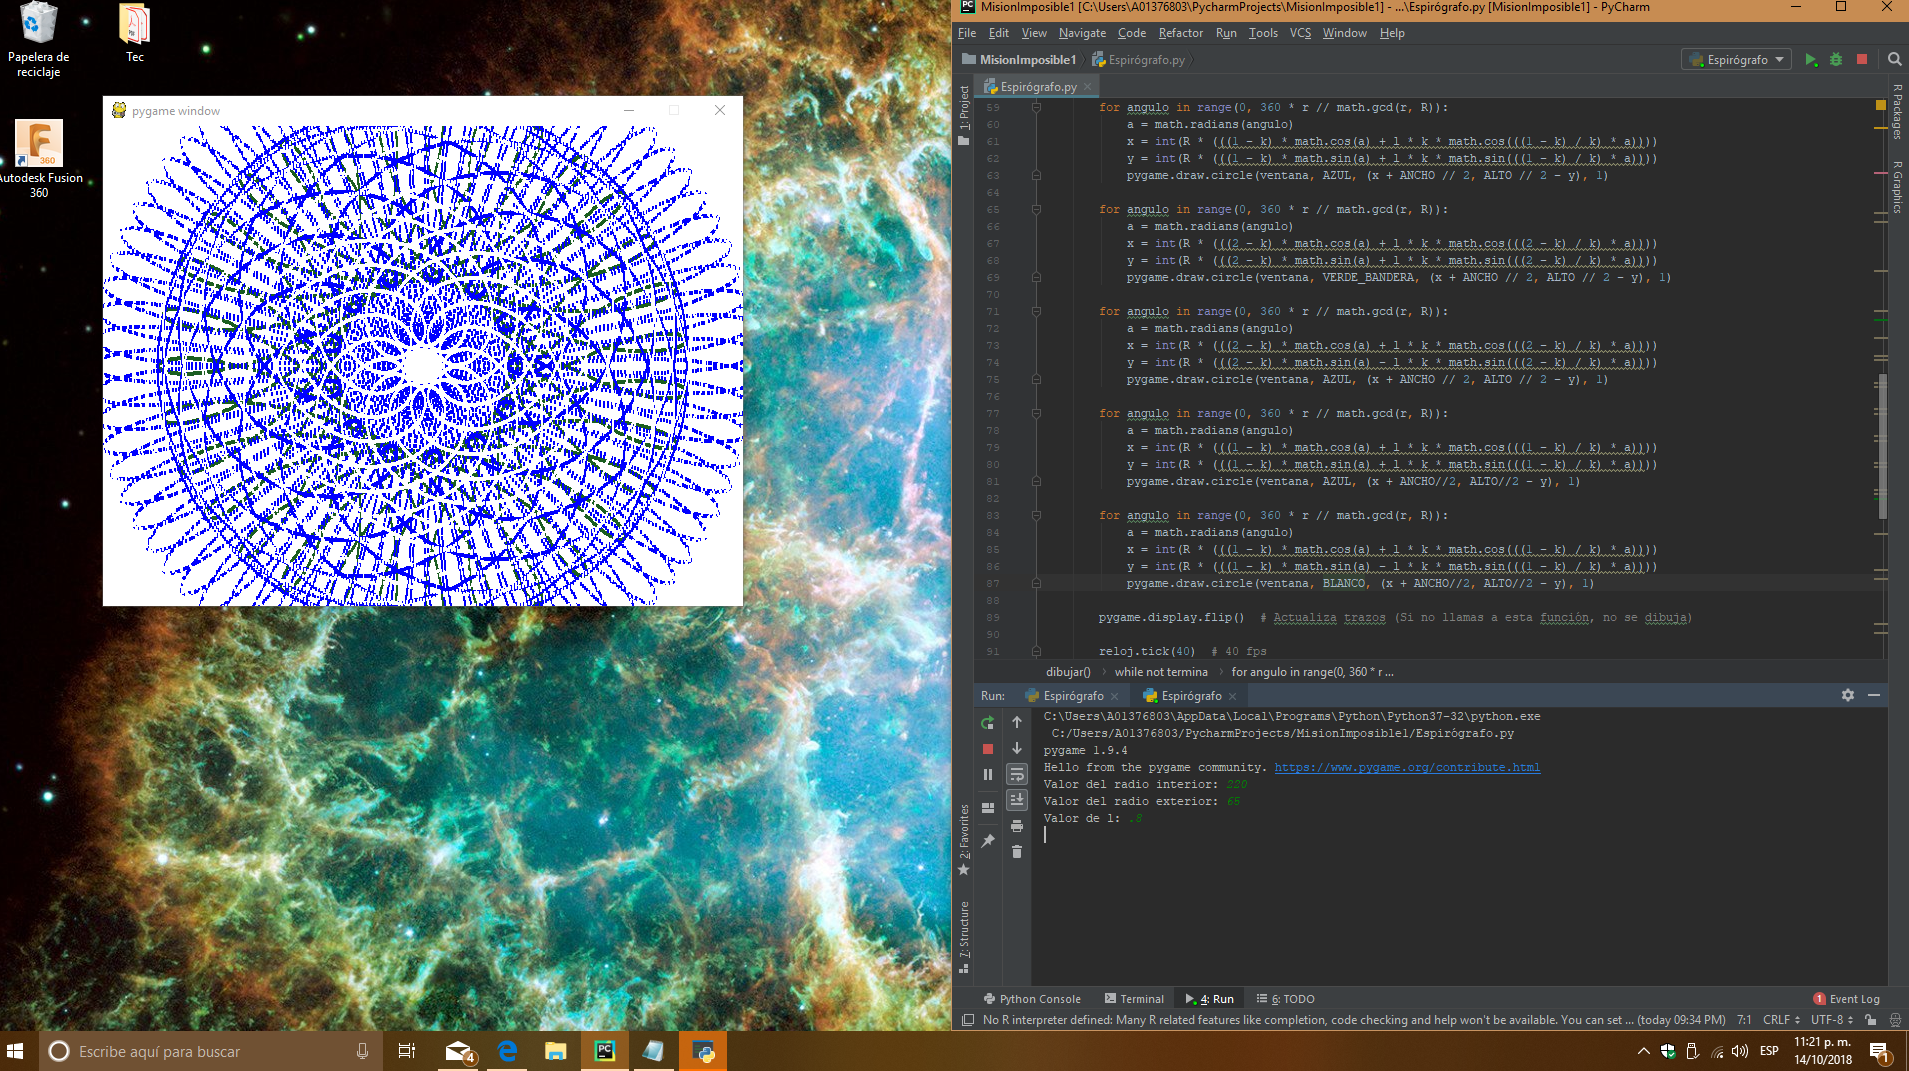 Papelera de
reciclaje
Tec
Autodesk Fusion
360
pygame window
MisionImposible1 [C:\Users\A01376803\PycharmProjects\MisionImposible1] - ...\Espirógrafo.py [MisionImposible1] - PyCharm
File Edit View Navigate Code Refactor Run Tools VCS Window Help
MisionImposible1 Espirógrafo.py
Espirógrafo
Espirógrafo.py
1: Project
R Packages
R Graphics
59 for angulo in range(0, 360 * r // math.gcd(r, R)):
60 a = math.radians(angulo)
61 x = int(R * (((1 - k) * math.cos(a) + l * k * math.cos(((1 - k) / k) * a))))
62 y = int(R * (((1 - k) * math.sin(a) - l * k * math.sin(((1 - k) / k) * a))))
63 pygame.draw.circle(ventana, AZUL, (x + ANCHO // 2, ALTO // 2 - y), 1)
64
65 for angulo in range(0, 360 * r // math.gcd(r, R)):
66 a = math.radians(angulo)
67 x = int(R * (((2 - k) * math.cos(a) + l * k * math.cos(((2 - k) / k) * a))))
68 y = int(R * (((2 - k) * math.sin(a) + l * k * math.sin(((2 - k) / k) * a))))
69 pygame.draw.circle(ventana, VERDE_BANDERA, (x + ANCHO // 2, ALTO // 2 - y), 1)
70
71 for angulo in range(0, 360 * r // math.gcd(r, R)):
72 a = math.radians(angulo)
73 x = int(R * (((2 - k) * math.cos(a) + l * k * math.cos(((2 - k) / k) * a))))
74 y = int(R * (((2 - k) * math.sin(a) - l * k * math.sin(((2 - k) / k) * a))))
75 pygame.draw.circle(ventana, AZUL, (x + ANCHO // 2, ALTO // 2 - y), 1)
76
77 for angulo in range(0, 360 * r // math.gcd(r, R)):
78 a = math.radians(angulo)
79 x = int(R * (((1 - k) * math.cos(a) + l * k * math.cos(((1 - k) / k) * a))))
80 y = int(R * (((1 - k) * math.sin(a) + l * k * math.sin(((1 - k) / k) * a))))
81 pygame.draw.circle(ventana, AZUL, (x + ANCHO//2, ALTO//2 - y), 1)
82
83 for angulo in range(0, 360 * r // math.gcd(r, R)):
84 a = math.radians(angulo)
85 x = int(R * (((1 - k) * math.cos(a) + l * k * math.cos(((1 - k) / k) * a))))
86 y = int(R * (((1 - k) * math.sin(a) - l * k * math.sin(((1 - k) / k) * a))))
87 pygame.draw.circle(ventana, BLANCO, (x + ANCHO//2, ALTO//2 - y), 1)
88
89 pygame.display.flip() # Actualiza trazos (Si no llamas a esta función, no se dibuja)
90
91 reloj.tick(40) # 40 fps
dibujar() › while not termina › for angulo in range(0, 360 * r ...
Run: Espirógrafo Espirógrafo
C:\Users\A01376803\AppData\Local\Programs\Python\Python37-32\python.exe
C:/Users/A01376803/PycharmProjects/MisionImposible1/Espirógrafo.py
pygame 1.9.4
Hello from the pygame community. https://www.pygame.org/contribute.html
Valor del radio interior: 220
Valor del radio exterior: 65
Valor de l: .8
2: Favorites
7: Structure
Python Console Terminal 4: Run 6: TODO 1 Event Log
No R interpreter defined: Many R related features like completion, code checking and help won't be available. You can set ... (today 09:34 PM) 7:1 CRLF UTF-8
Escribe aquí para buscar
4
ESP
11:21 p. m.
14/10/2018
1